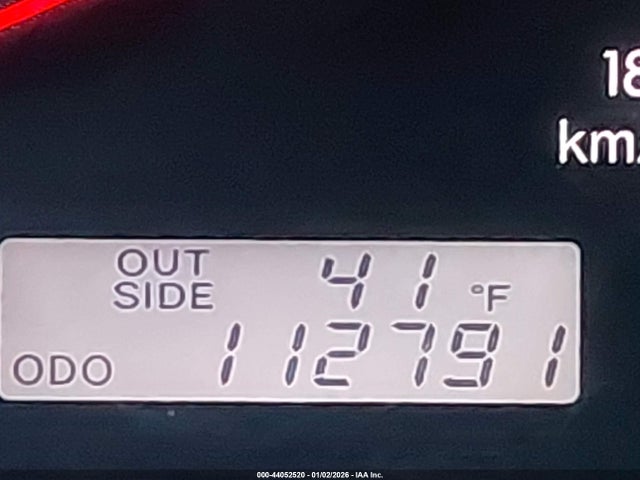 18
km/
OUT 41 °F
SIDE
ODO 112791
000-44052520 - 01/02/2026 - IAA Inc.